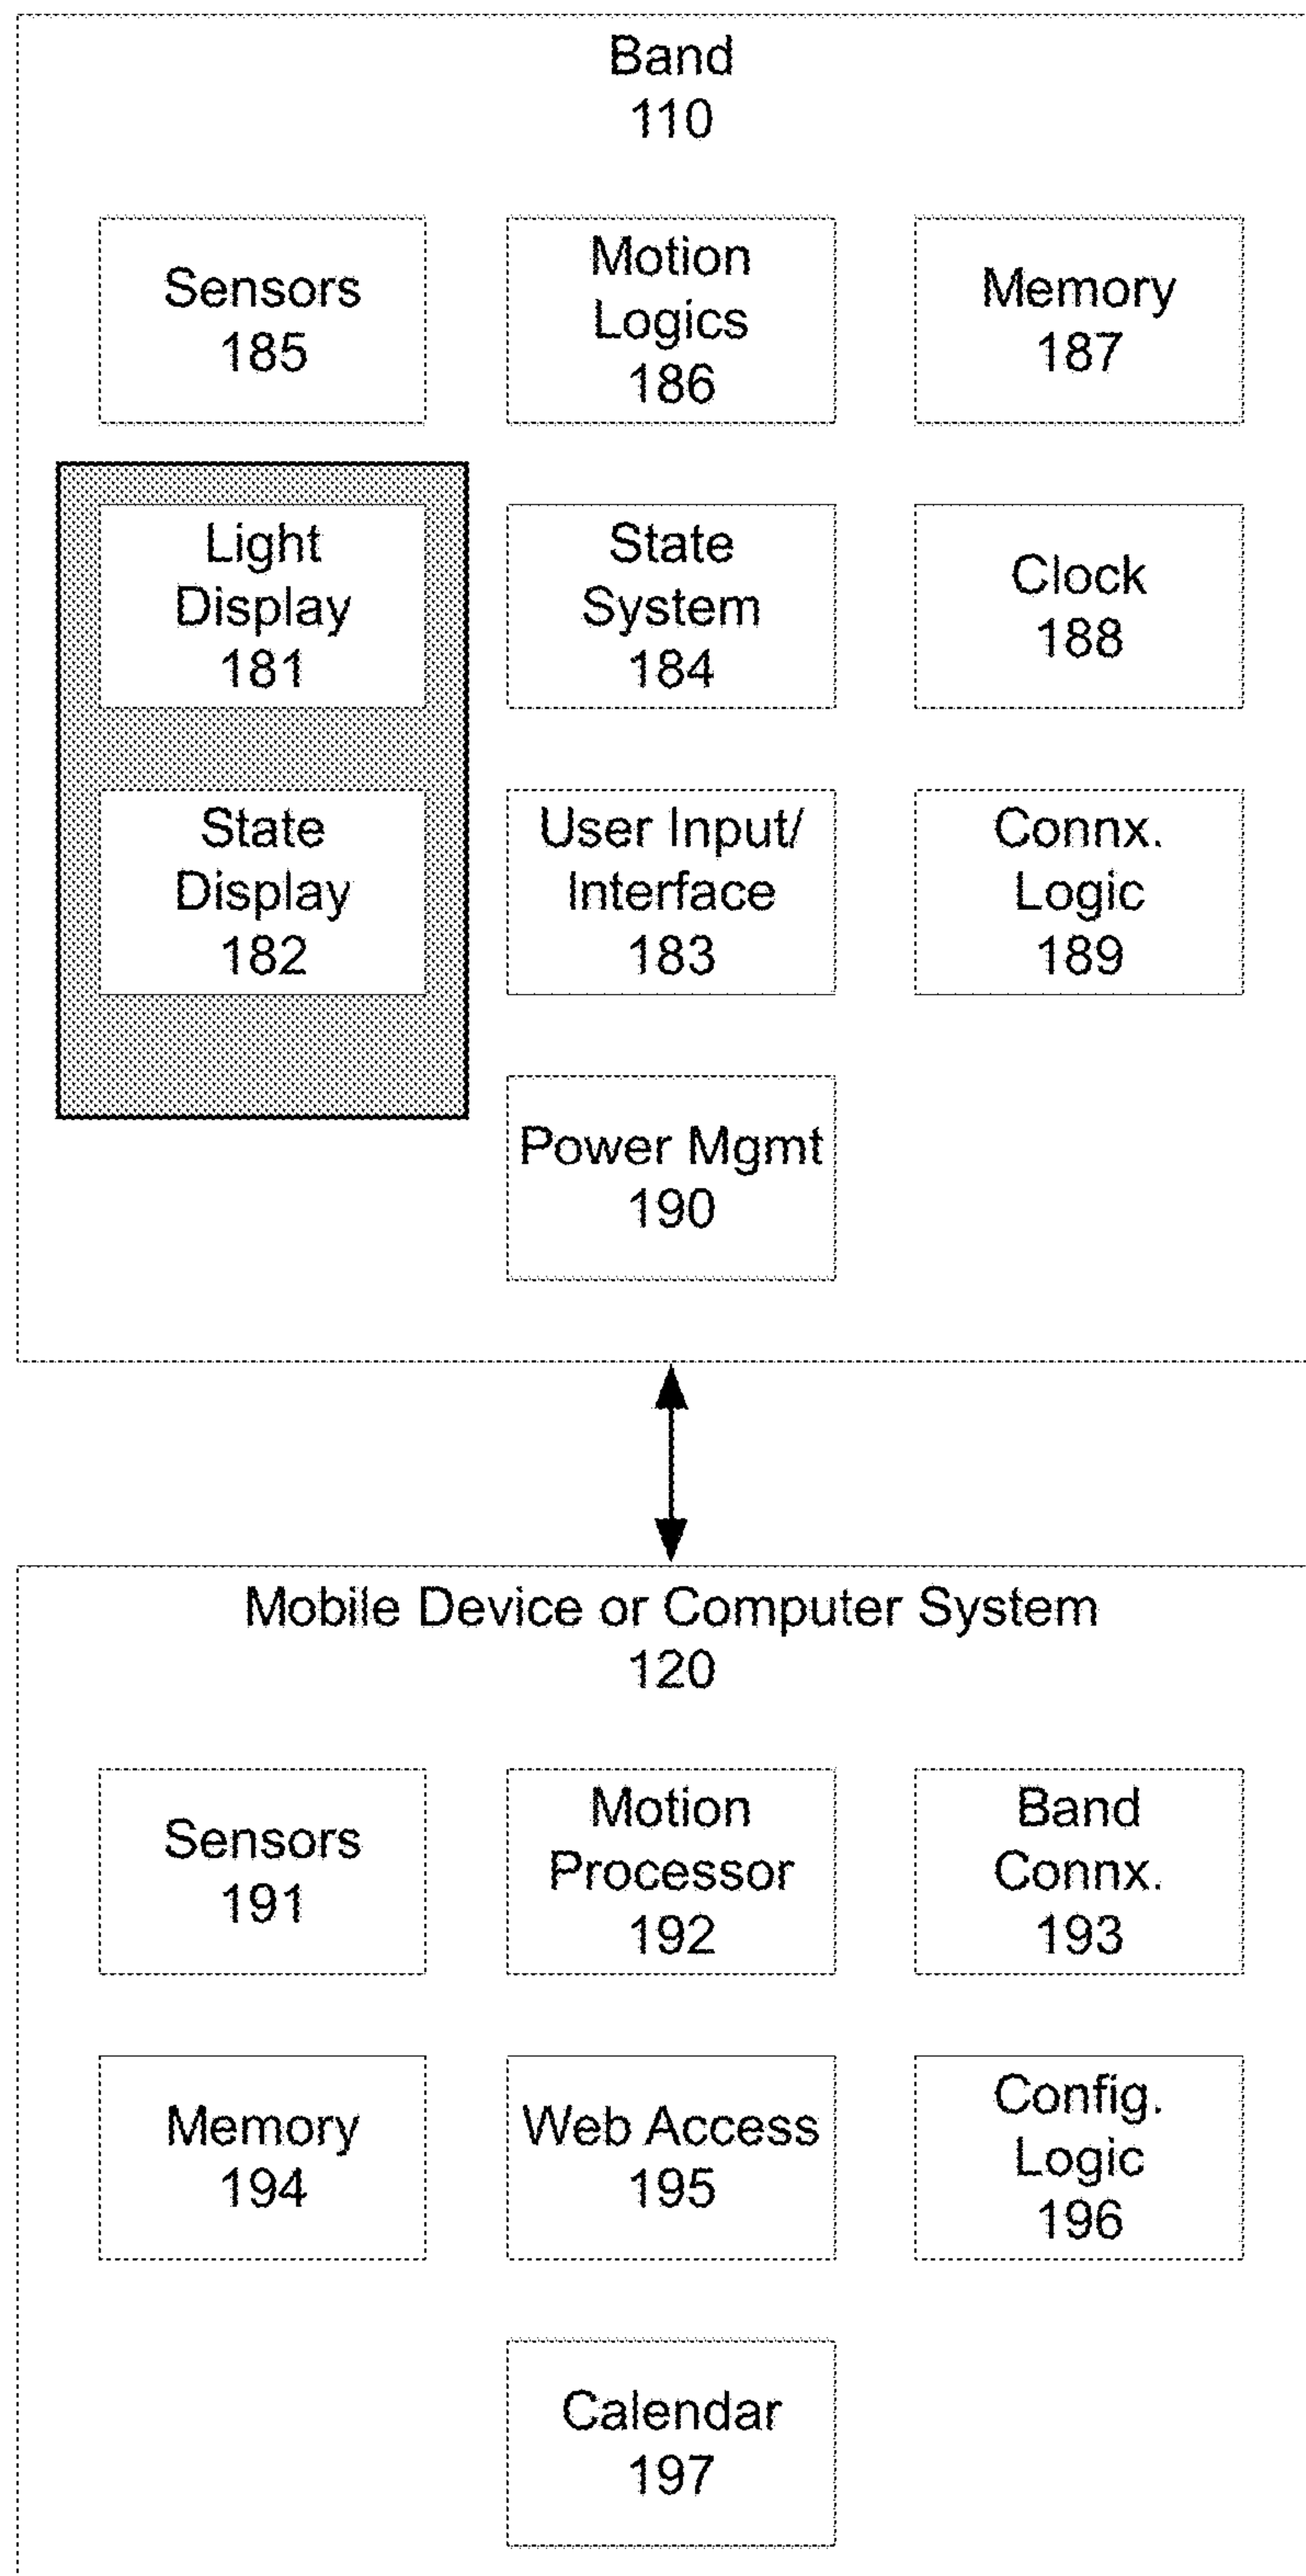 Band
110
Sensors
185
Motion
Logics
186
Memory
187
Light
Display
181
State
System
184
Clock
188
State
Display
182
User Input/
Interface
183
Connx.
Logic
189
Power Mgmt
190
Mobile Device or Computer System
120
Sensors
191
Motion
Processor
192
Band
Connx.
193
Memory
194
Web Access
195
Config.
Logic
196
Calendar
197